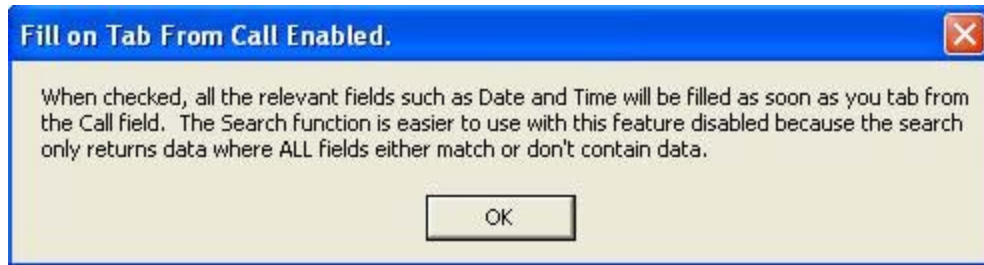 Fill on Tab From Call Enabled.
When checked, all the relevant fields such as Date and Time will be filled as soon as you tab from
the Call field.  The Search function is easier to use with this feature disabled because the search
only returns data where ALL fields either match or don't contain data.
OK